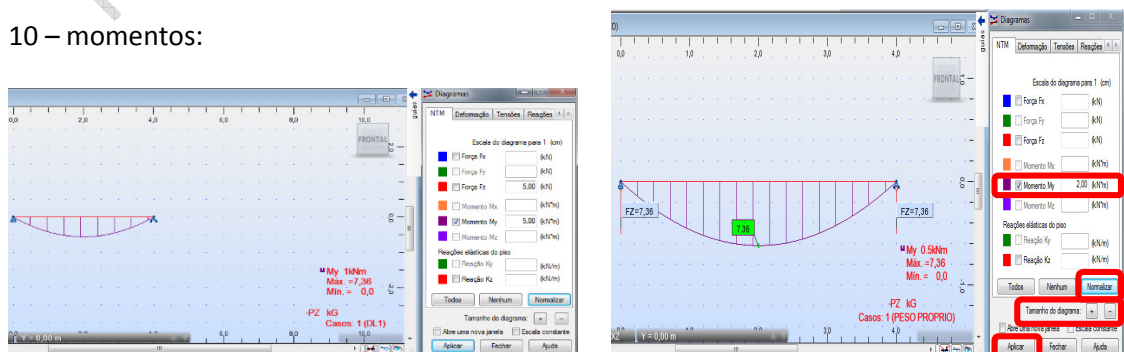 10 – momentos:
0,0 2,0 4,0 6,0 8,0 10,0
FRONTAL
My 1kNm
Máx. =7,36
Mín. = 0,0
-PZ kG
Casos: 1 (DL1)
Y = 0,00 m
guias
Diagramas
NTM Deformação Tensões Reações
Escala do diagrama para 1 (cm)
Força Fx (kN)
Força Fy (kN)
Força Fz 5.00 (kN)
Momento Mx (kN*m)
Momento My 5,00 (kN*m)
Momento Mz (kN*m)
Reações elásticas do piso
Reação Ky (kN/m)
Reação Kz (kN/m)
Todos Nenhum Normalizar
Tamanho do diagrama: + -
Abre uma nova janela Escala constante
Aplicar Fechar Ajuda
0,0 1,0 2,0 3,0 4,0
FRONTAL
FZ=7,36
7,36
FZ=7,36
My 0.5kNm
Máx. =7,36
Mín. = 0,0
-PZ kG
Casos: 1 (PESO PROPRIO)
XZ Y = 0,00 m
guias
Diagramas
NTM Deformação Tensões Reações
Escala do diagrama para 1 (cm)
Força Fx (kN)
Força Fy (kN)
Força Fz (kN)
Momento Mx (kN*m)
Momento My 2,00 (kN*m)
Momento Mz (kN*m)
Reações elásticas do piso
Reação Ky (kN/m)
Reação Kz (kN/m)
Todos Nenhum Normalizar
Tamanho do diagrama: + -
Abre uma nova janela Escala constante
Aplicar Fechar Ajuda